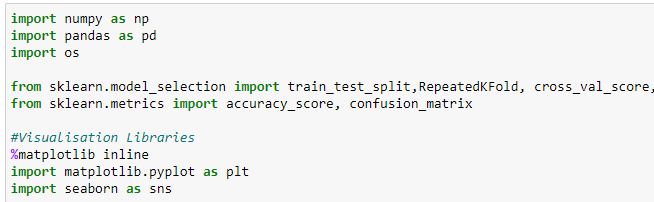 import numpy as np
import pandas as pd
import os
from sklearn.model_selection import train_test_split,RepeatedKFold, cross_val_score,
from sklearn.metrics import accuracy_score, confusion_matrix
#Visualisation Libraries
%matplotlib inline
import matplotlib.pyplot as plt
import seaborn as sns